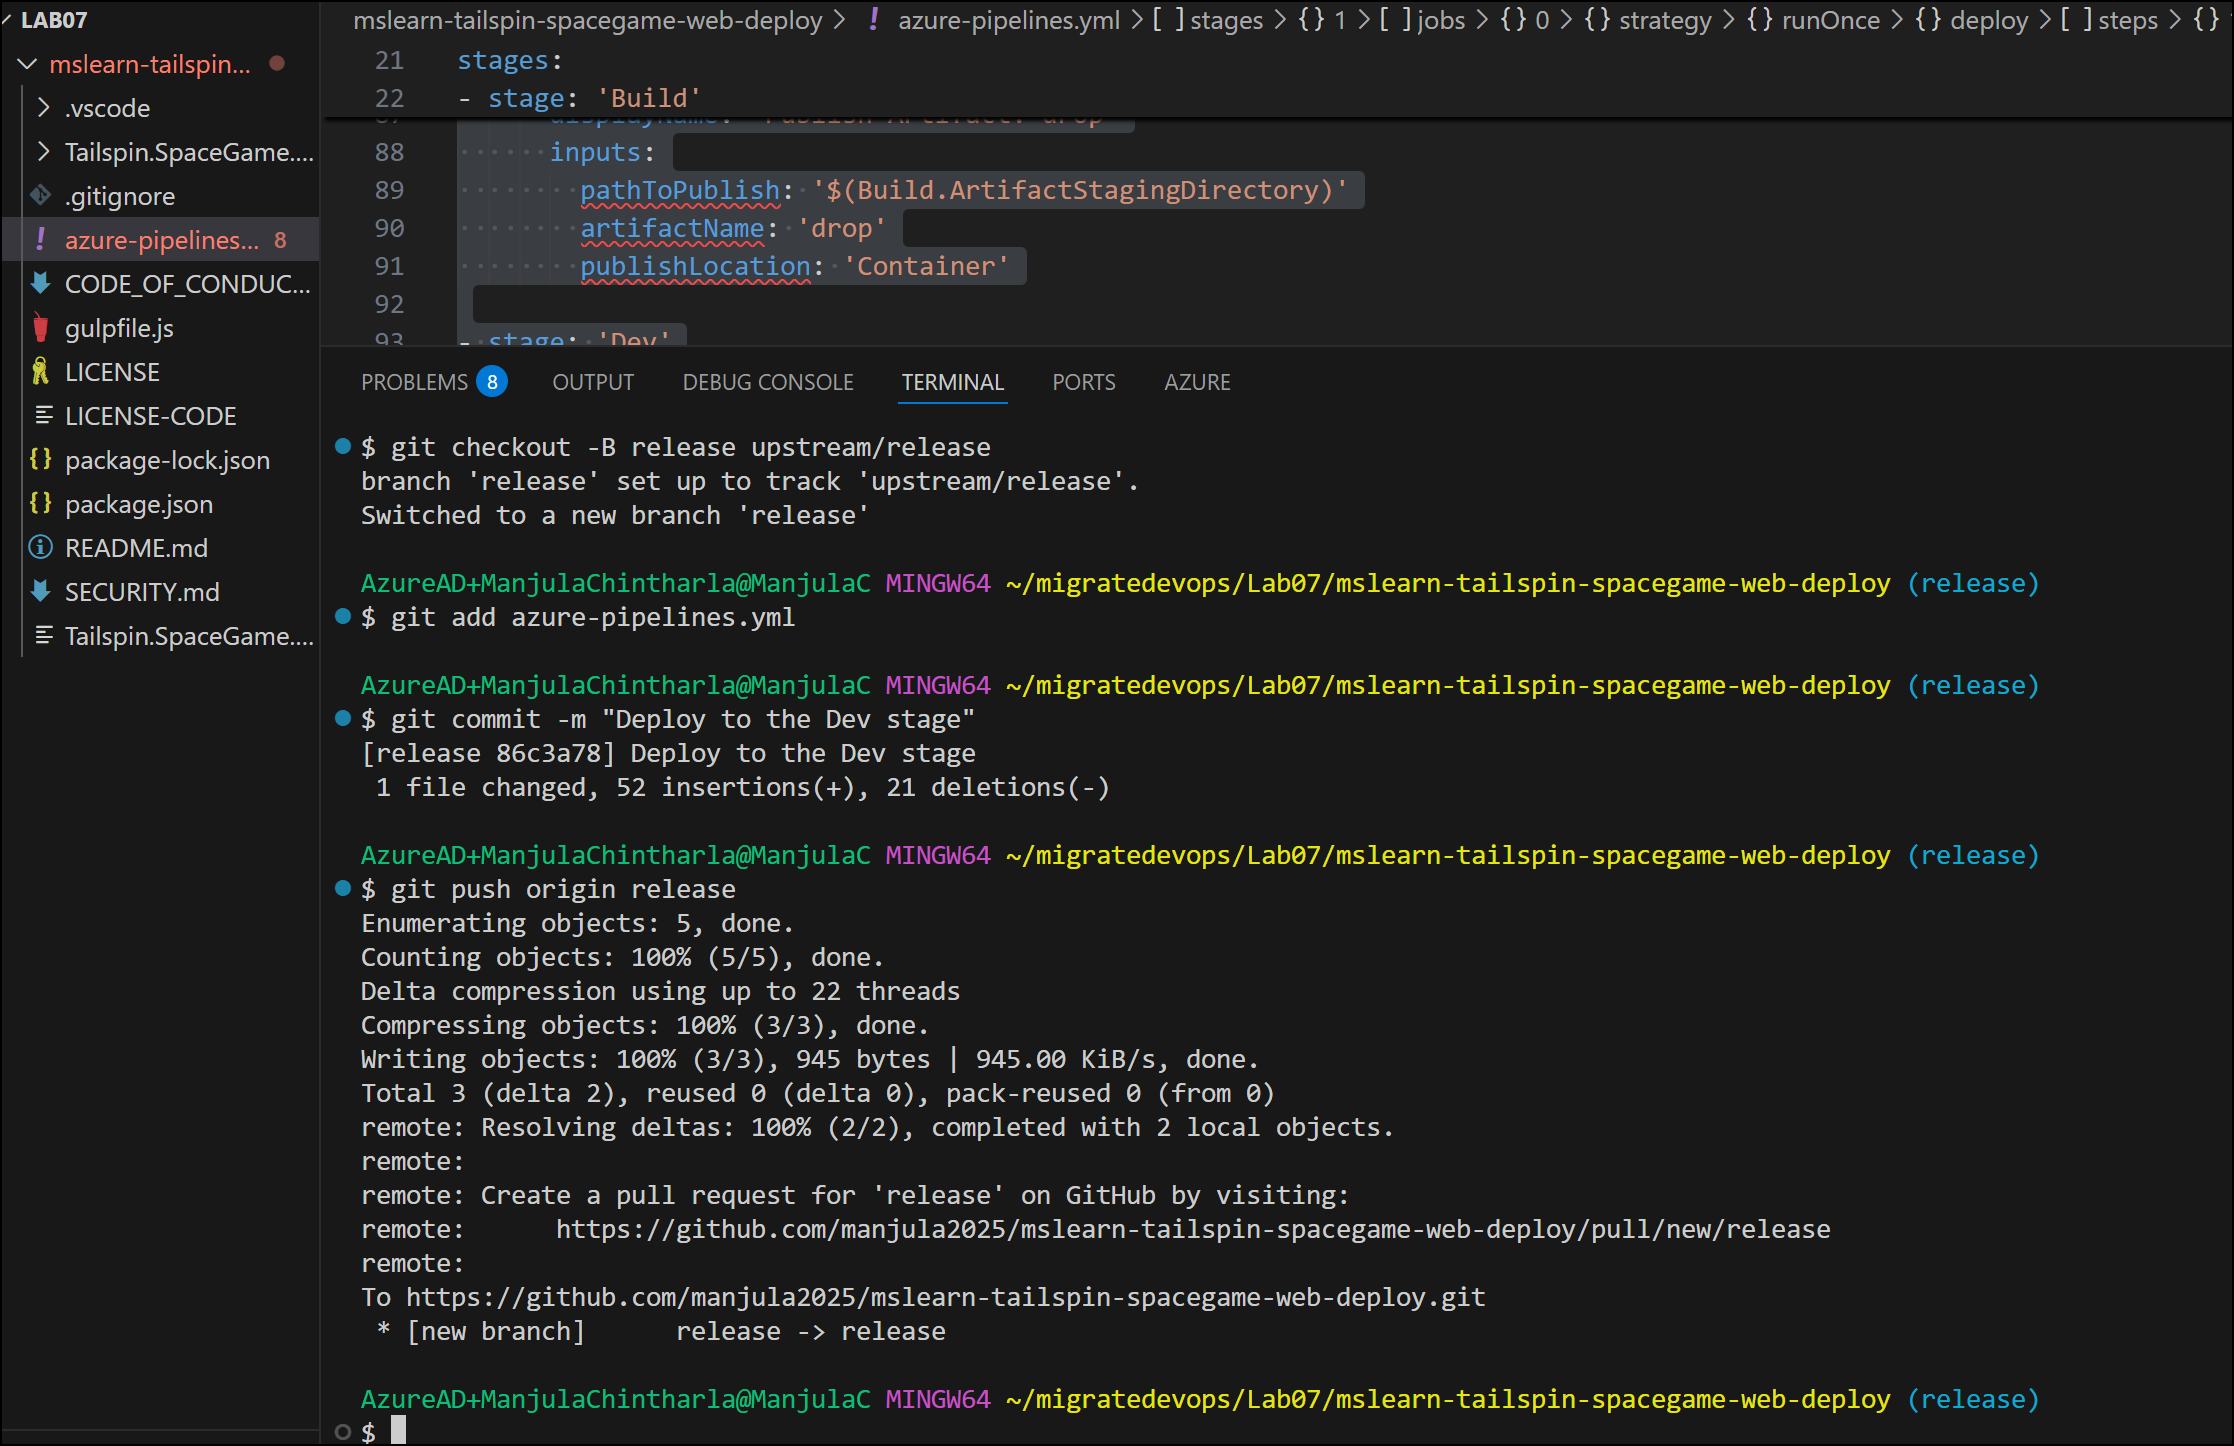 LAB07
mslearn-tailspin...
.vscode
Tailspin.SpaceGame....
.gitignore
! azure-pipelines... 8
CODE_OF_CONDUC...
gulpfile.js
LICENSE
LICENSE-CODE
{} package-lock.json
{} package.json
README.md
SECURITY.md
Tailspin.SpaceGame....
mslearn-tailspin-spacegame-web-deploy > ! azure-pipelines.yml > [ ] stages > {} 1 > [ ] jobs > {} 0 > {} strategy > {} runOnce > {} deploy > [ ] steps > {}
21 stages:
22 - stage: 'Build'
87 displayName: 'Publish Artifact: drop'
88 inputs:
89 pathToPublish: '$(Build.ArtifactStagingDirectory)'
90 artifactName: 'drop'
91 publishLocation: 'Container'
92
93 - stage: 'Dev'
PROBLEMS 8 OUTPUT DEBUG CONSOLE TERMINAL PORTS AZURE
$ git checkout -B release upstream/release
branch 'release' set up to track 'upstream/release'.
Switched to a new branch 'release'
AzureAD+ManjulaChintharla@ManjulaC MINGW64 ~/migratedevops/Lab07/mslearn-tailspin-spacegame-web-deploy (release)
$ git add azure-pipelines.yml
AzureAD+ManjulaChintharla@ManjulaC MINGW64 ~/migratedevops/Lab07/mslearn-tailspin-spacegame-web-deploy (release)
$ git commit -m "Deploy to the Dev stage"
[release 86c3a78] Deploy to the Dev stage
1 file changed, 52 insertions(+), 21 deletions(-)
AzureAD+ManjulaChintharla@ManjulaC MINGW64 ~/migratedevops/Lab07/mslearn-tailspin-spacegame-web-deploy (release)
$ git push origin release
Enumerating objects: 5, done.
Counting objects: 100% (5/5), done.
Delta compression using up to 22 threads
Compressing objects: 100% (3/3), done.
Writing objects: 100% (3/3), 945 bytes | 945.00 KiB/s, done.
Total 3 (delta 2), reused 0 (delta 0), pack-reused 0 (from 0)
remote: Resolving deltas: 100% (2/2), completed with 2 local objects.
remote:
remote: Create a pull request for 'release' on GitHub by visiting:
remote:      https://github.com/manjula2025/mslearn-tailspin-spacegame-web-deploy/pull/new/release
remote:
To https://github.com/manjula2025/mslearn-tailspin-spacegame-web-deploy.git
* [new branch]      release -> release
AzureAD+ManjulaChintharla@ManjulaC MINGW64 ~/migratedevops/Lab07/mslearn-tailspin-spacegame-web-deploy (release)
$